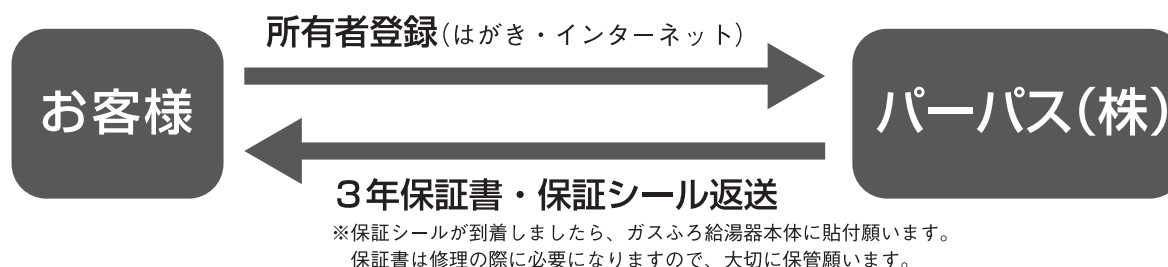 所有者登録(はがき・インターネット)
お客様
パーパス(株)
３年保証書・保証シール返送
※保証シールが到着しましたら、ガスふろ給湯器本体に貼付願います。
保証書は修理の際に必要になりますので、大切に保管願います。